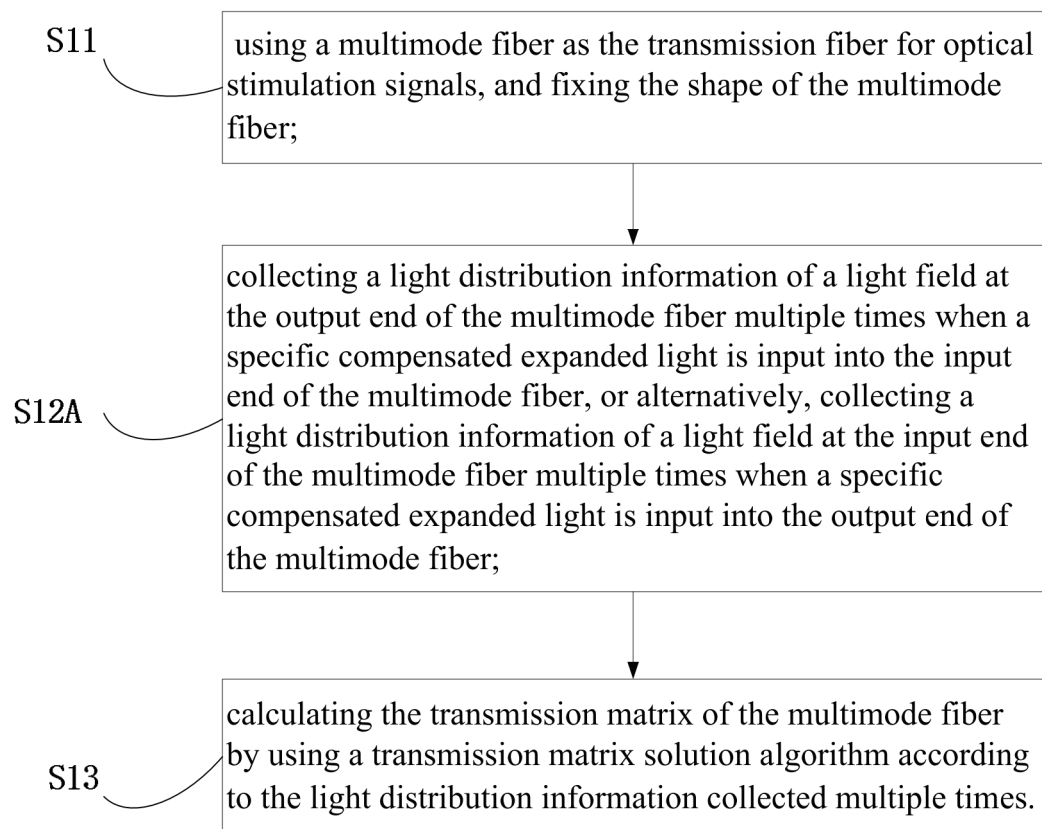 S11
using a multimode fiber as the transmission fiber for optical
stimulation signals, and fixing the shape of the multimode
fiber;
S12A
collecting a light distribution information of a light field at
the output end of the multimode fiber multiple times when a
specific compensated expanded light is input into the input
end of the multimode fiber, or alternatively, collecting a
light distribution information of a light field at the input end
of the multimode fiber multiple times when a specific
compensated expanded light is input into the output end of
the multimode fiber;
S13
calculating the transmission matrix of the multimode fiber
by using a transmission matrix solution algorithm according
to the light distribution information collected multiple times.